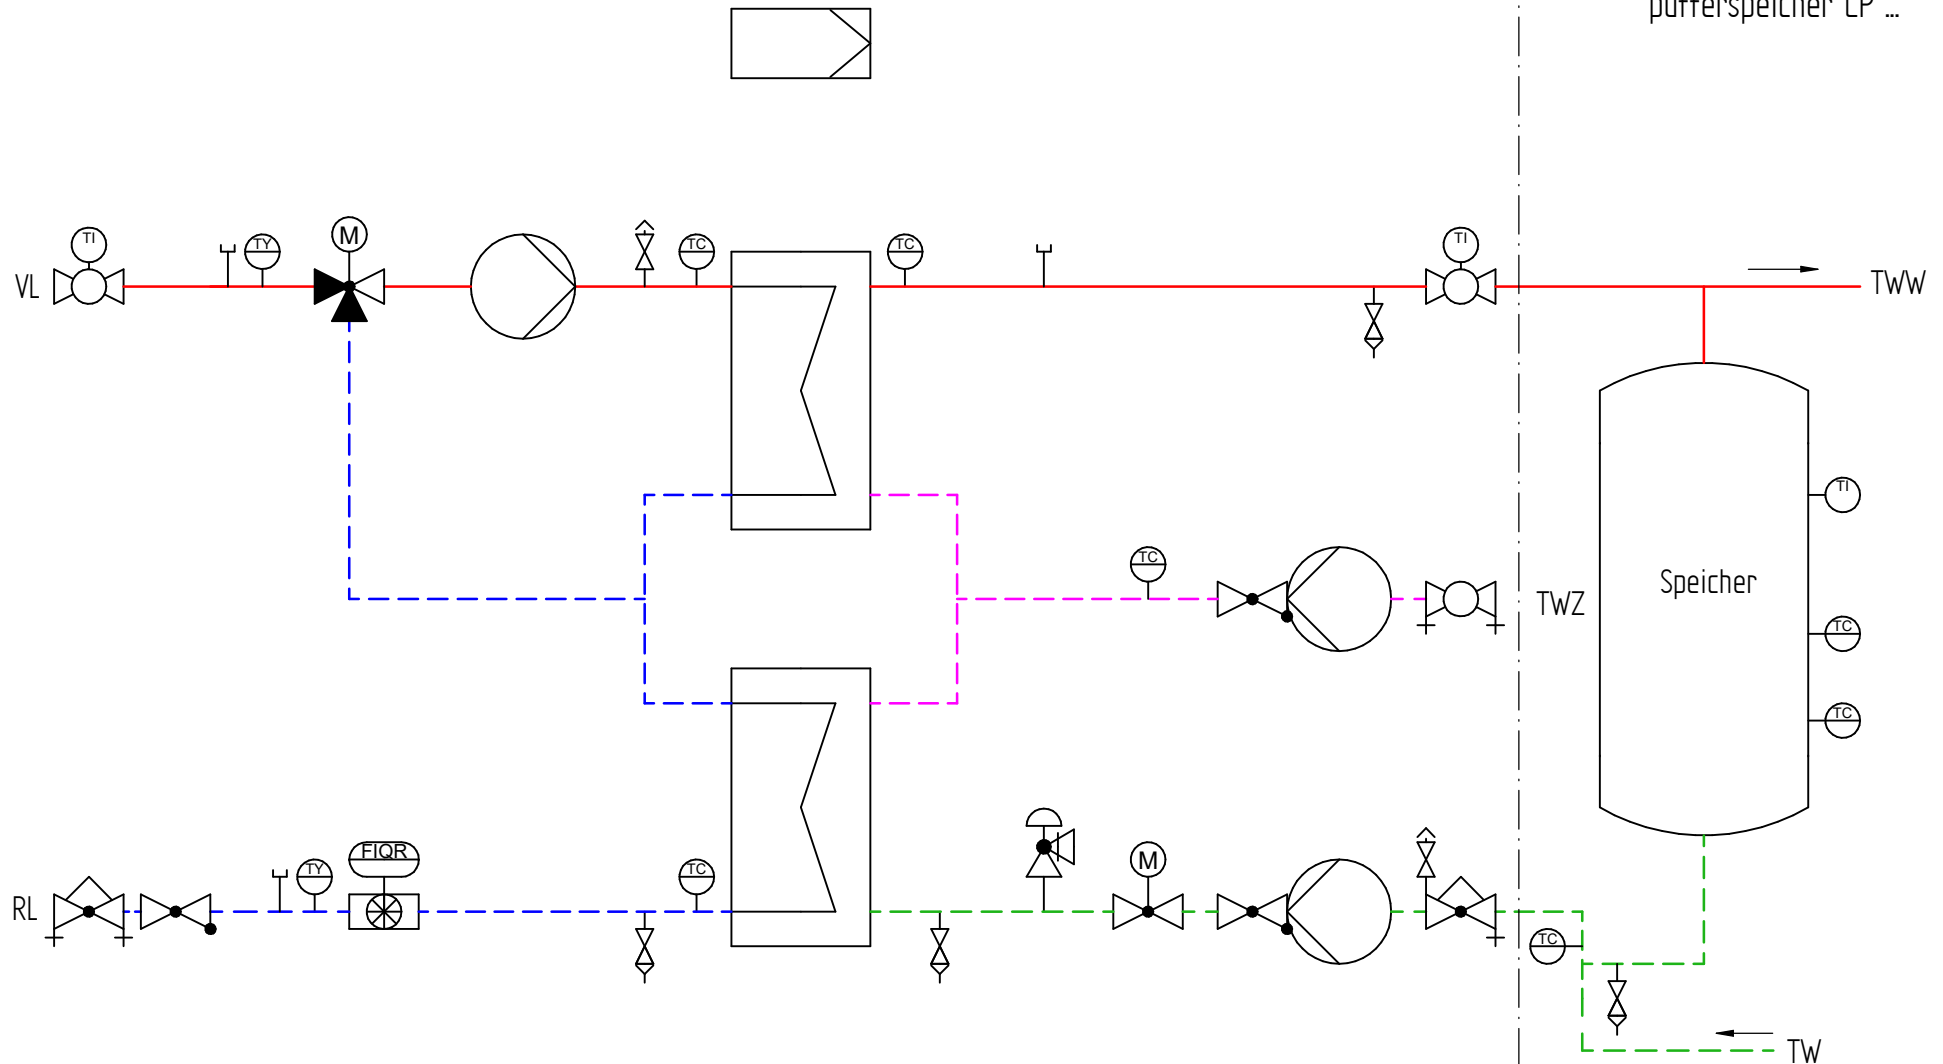 pufferspeicher LP ...
TI
TY
M
TC
TC
TI
VL
TWW
TI
TC
TWZ
Speicher
TC
TC
FIQR
TY
TC
M
RL
TC
TW